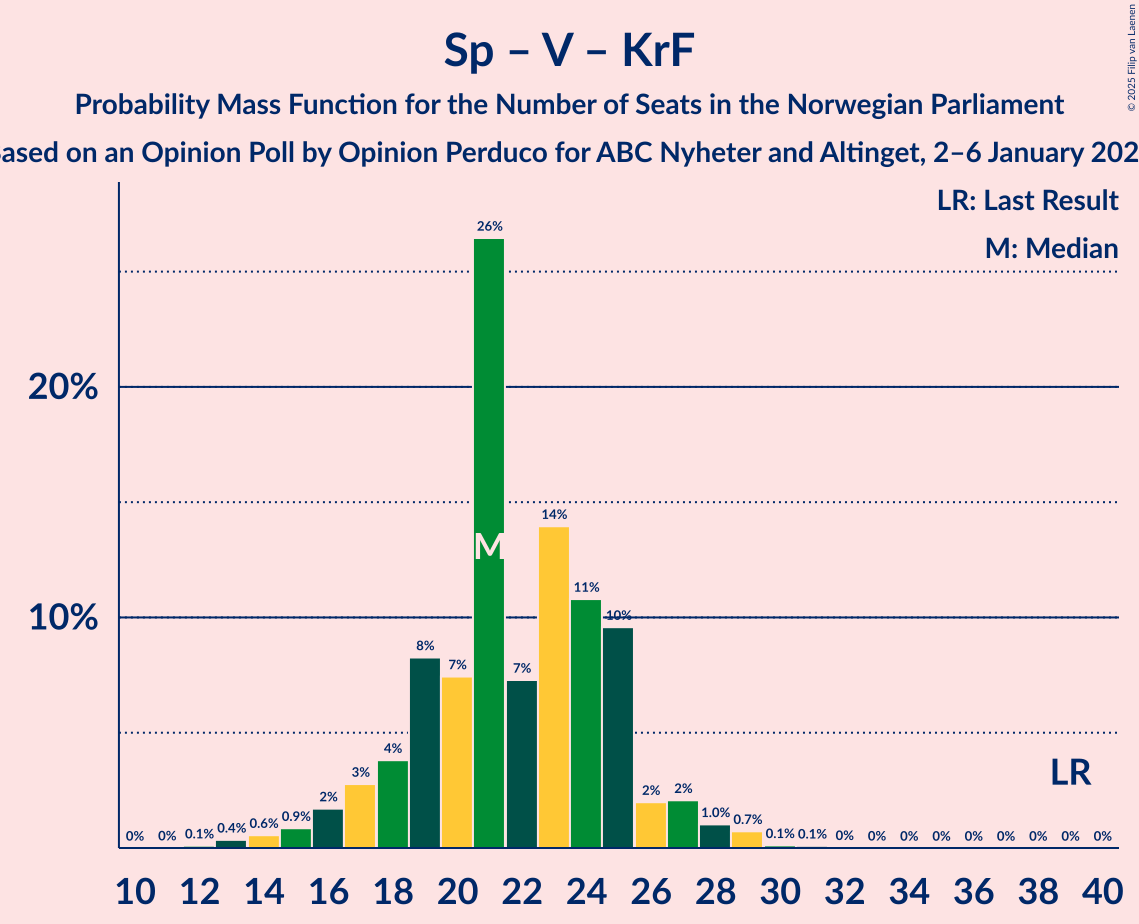 © 2025 Filip van Laenen
Sp – V – KrF
Probability Mass Function for the Number of Seats in the Norwegian Parliament
ased on an Opinion Poll by Opinion Perduco for ABC Nyheter and Altinget, 2–6 January 202
LR: Last Result
M: Median
20%
10%
0% 0% 0.1% 0.4% 0.6% 0.9% 2% 3% 4% 8% 7% 26% 7% 14% 11% 10% 2% 2% 1.0% 0.7% 0.1% 0.1% 0% 0% 0% 0% 0% 0% 0% 0% 0%
M
LR
10 12 14 16 18 20 22 24 26 28 30 32 34 36 38 40